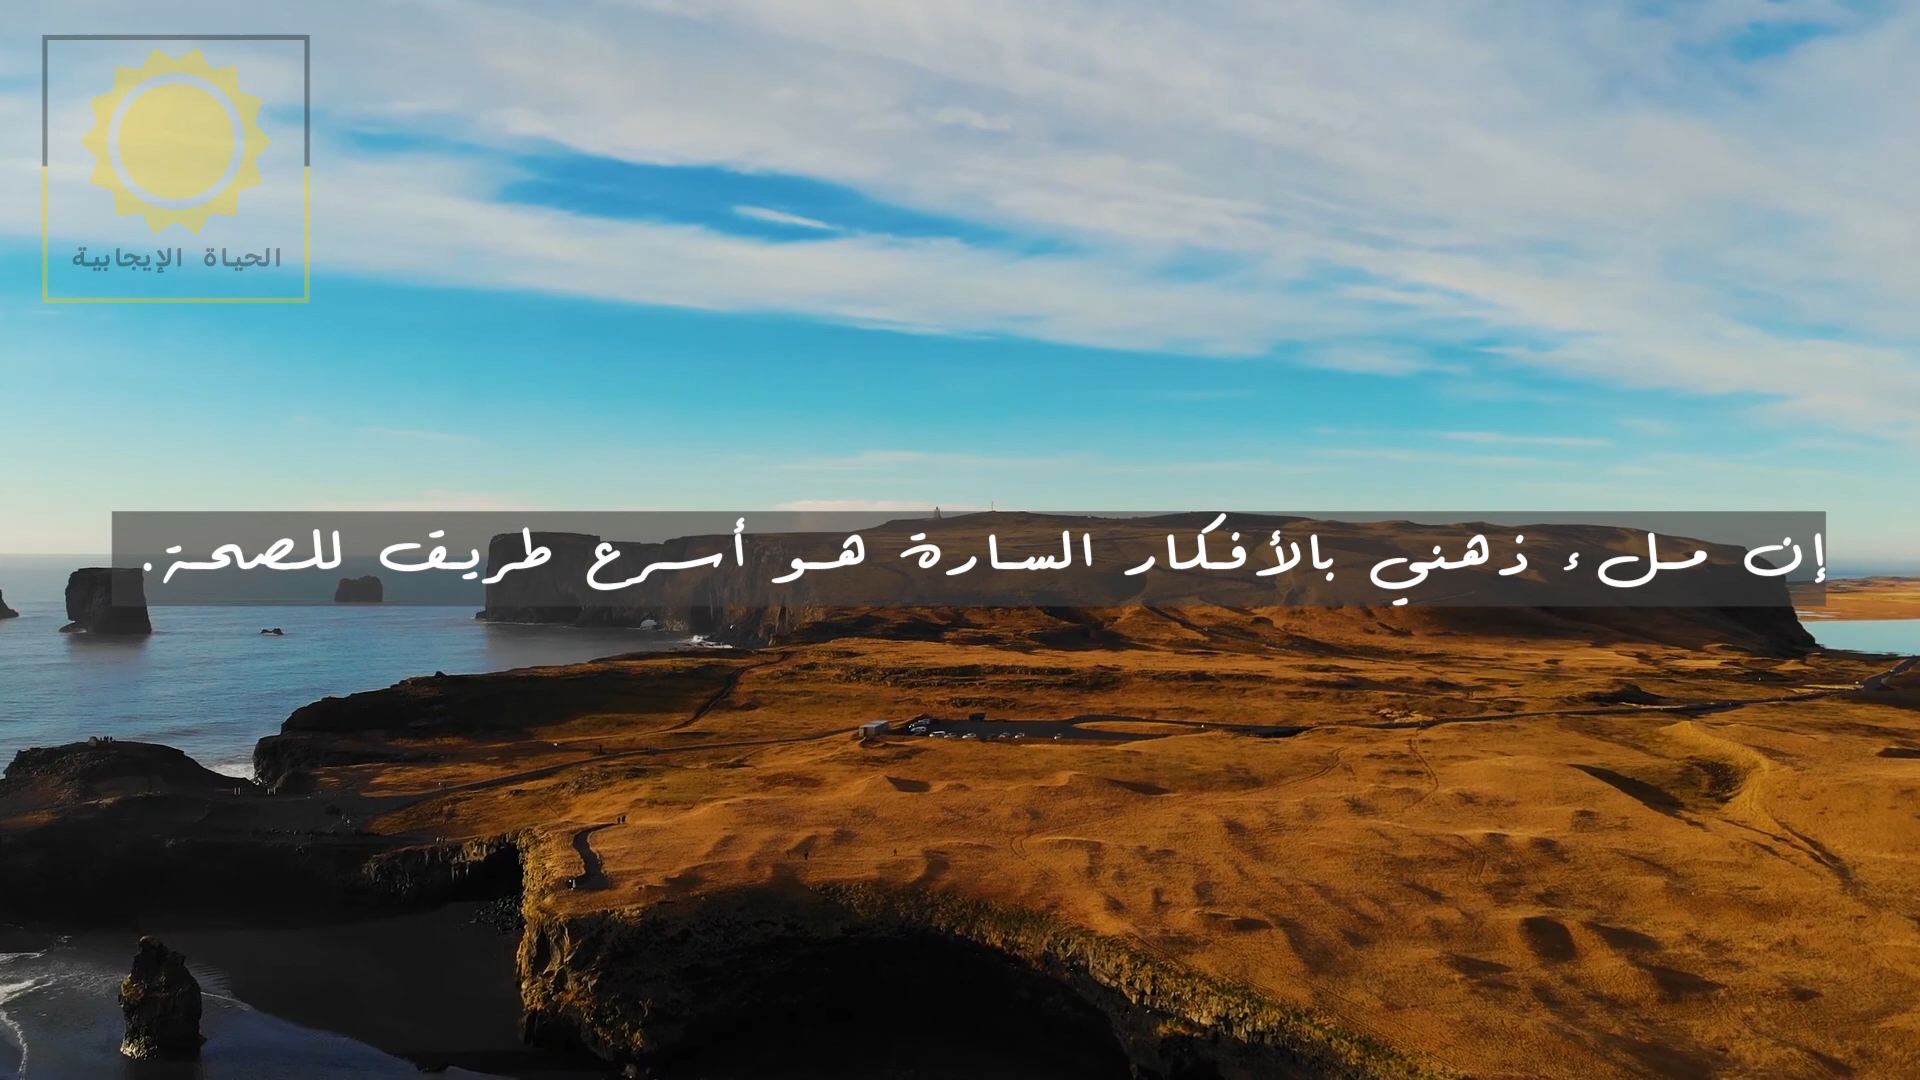 الحياة الإيجابية
إن ملء ذهني بالأفكار السارة هو أسرع طريق للصحة.